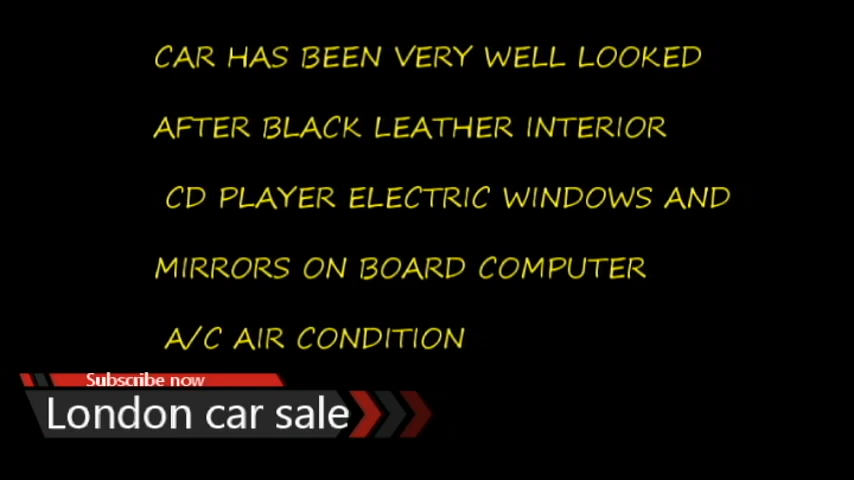 CAR HAS BEEN VERY WELL LOOKED
AFTER BLACK LEATHER INTERIOR
CD PLAYER ELECTRIC WINDOWS AND
MIRRORS ON BOARD COMPUTER
A/C AIR CONDITION
Subscribe now
London car sale